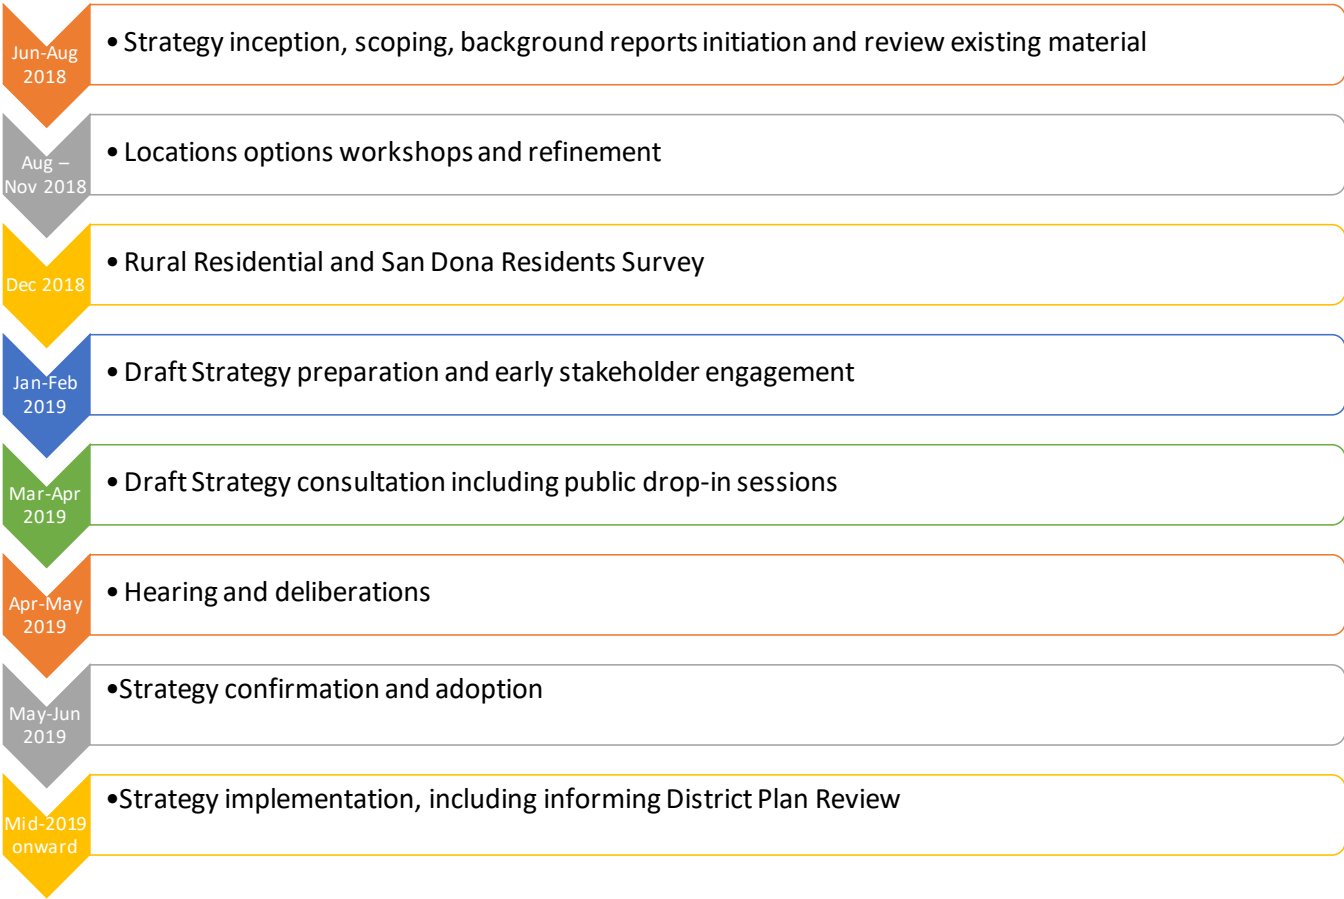 Jun-Aug
2018
• Strategy inception, scoping, background reports initiation and review existing material
Aug –
Nov 2018
• Locations options workshops and refinement
Dec 2018
• Rural Residential and San Dona Residents Survey
Jan-Feb
2019
• Draft Strategy preparation and early stakeholder engagement
Mar-Apr
2019
• Draft Strategy consultation including public drop-in sessions
Apr-May
2019
• Hearing and deliberations
May-Jun
2019
•Strategy confirmation and adoption
Mid-2019
onward
•Strategy implementation, including informing District Plan Review